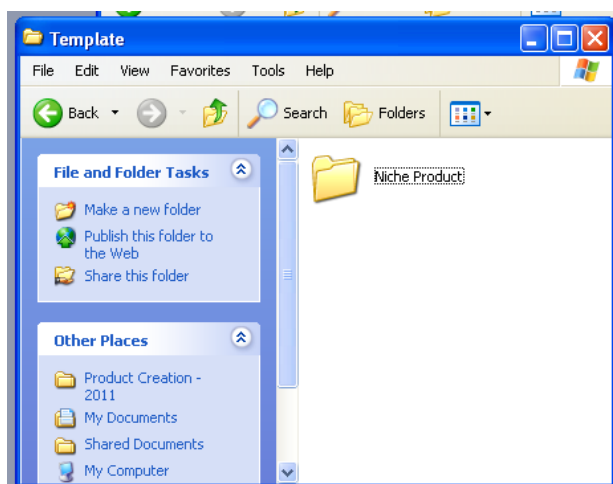 Template
File Edit View Favorites Tools Help
Back Search Folders
File and Folder Tasks
Make a new folder
Publish this folder to
the Web
Share this folder
Other Places
Product Creation -
2011
My Documents
Shared Documents
My Computer
Niche Product